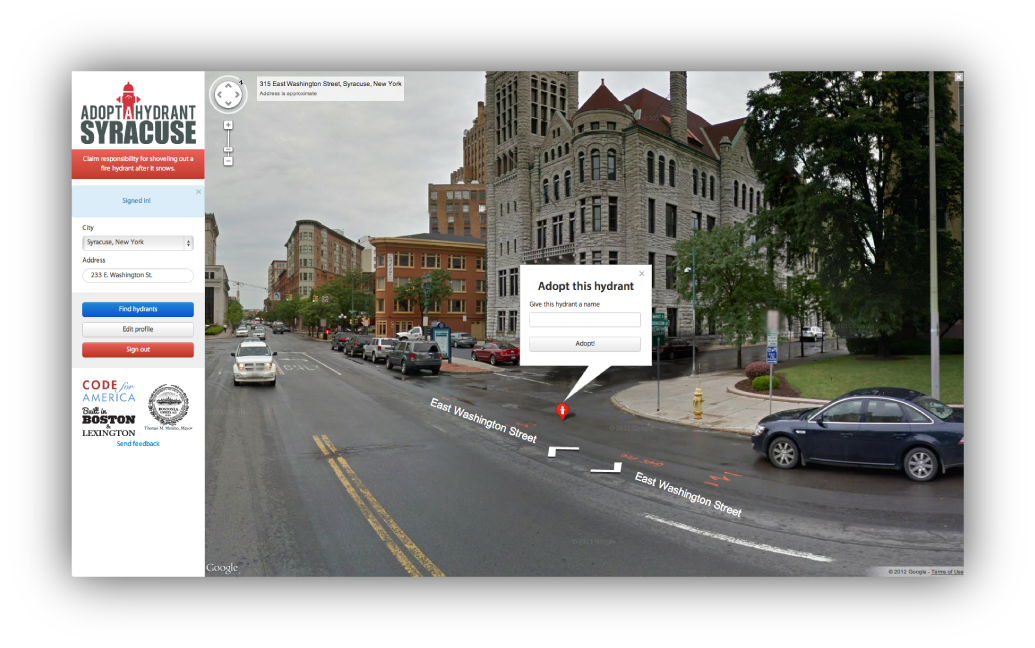 ADOPT A HYDRANT
SYRACUSE
Claim responsibility for shoveling out a
fire hydrant after it snows.
×
Signed in!
City
Syracuse, New York
Address
233 E. Washington St.
Find hydrants
Edit profile
Sign out
CODE for
AMERICA
Built in
BOSTON
&
LEXINGTON
Thomas M. Menino, Mayor
Send feedback
315 East Washington Street, Syracuse, New York
Address is approximate
×
Adopt this hydrant
Give this hydrant a name
Adopt!
East Washington Street
East Washington Street
Google
© 2012 Google - Terms of Use